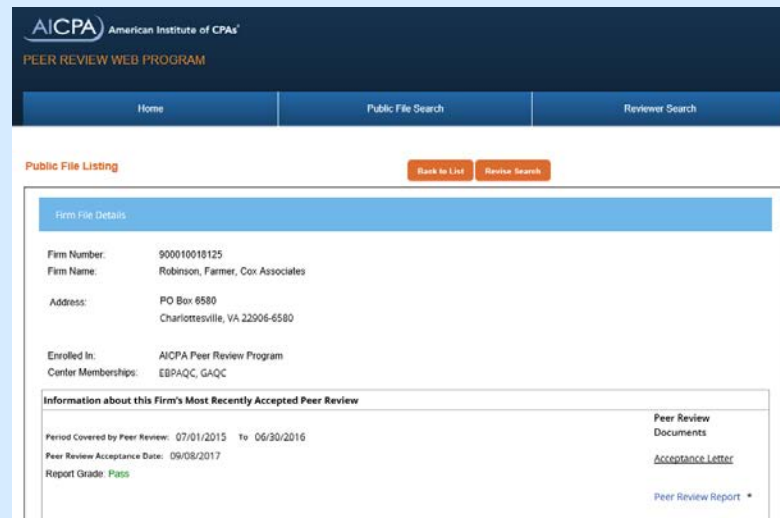 AICPA American Institute of CPAs®
PEER REVIEW WEB PROGRAM
Home Public File Search Reviewer Search
Public File Listing Back to List Revise Search
Firm File Details
Firm Number: 900010018125
Firm Name: Robinson, Farmer, Cox Associates
Address: PO Box 6580
Charlottesville, VA 22906-6580
Enrolled In: AICPA Peer Review Program
Center Memberships: EBPAQC, GAQC
Information about this Firm's Most Recently Accepted Peer Review
Peer Review
Documents
Period Covered by Peer Review: 07/01/2015 To 06/30/2016
Peer Review Acceptance Date: 09/08/2017
Acceptance Letter
Report Grade: Pass
Peer Review Report *